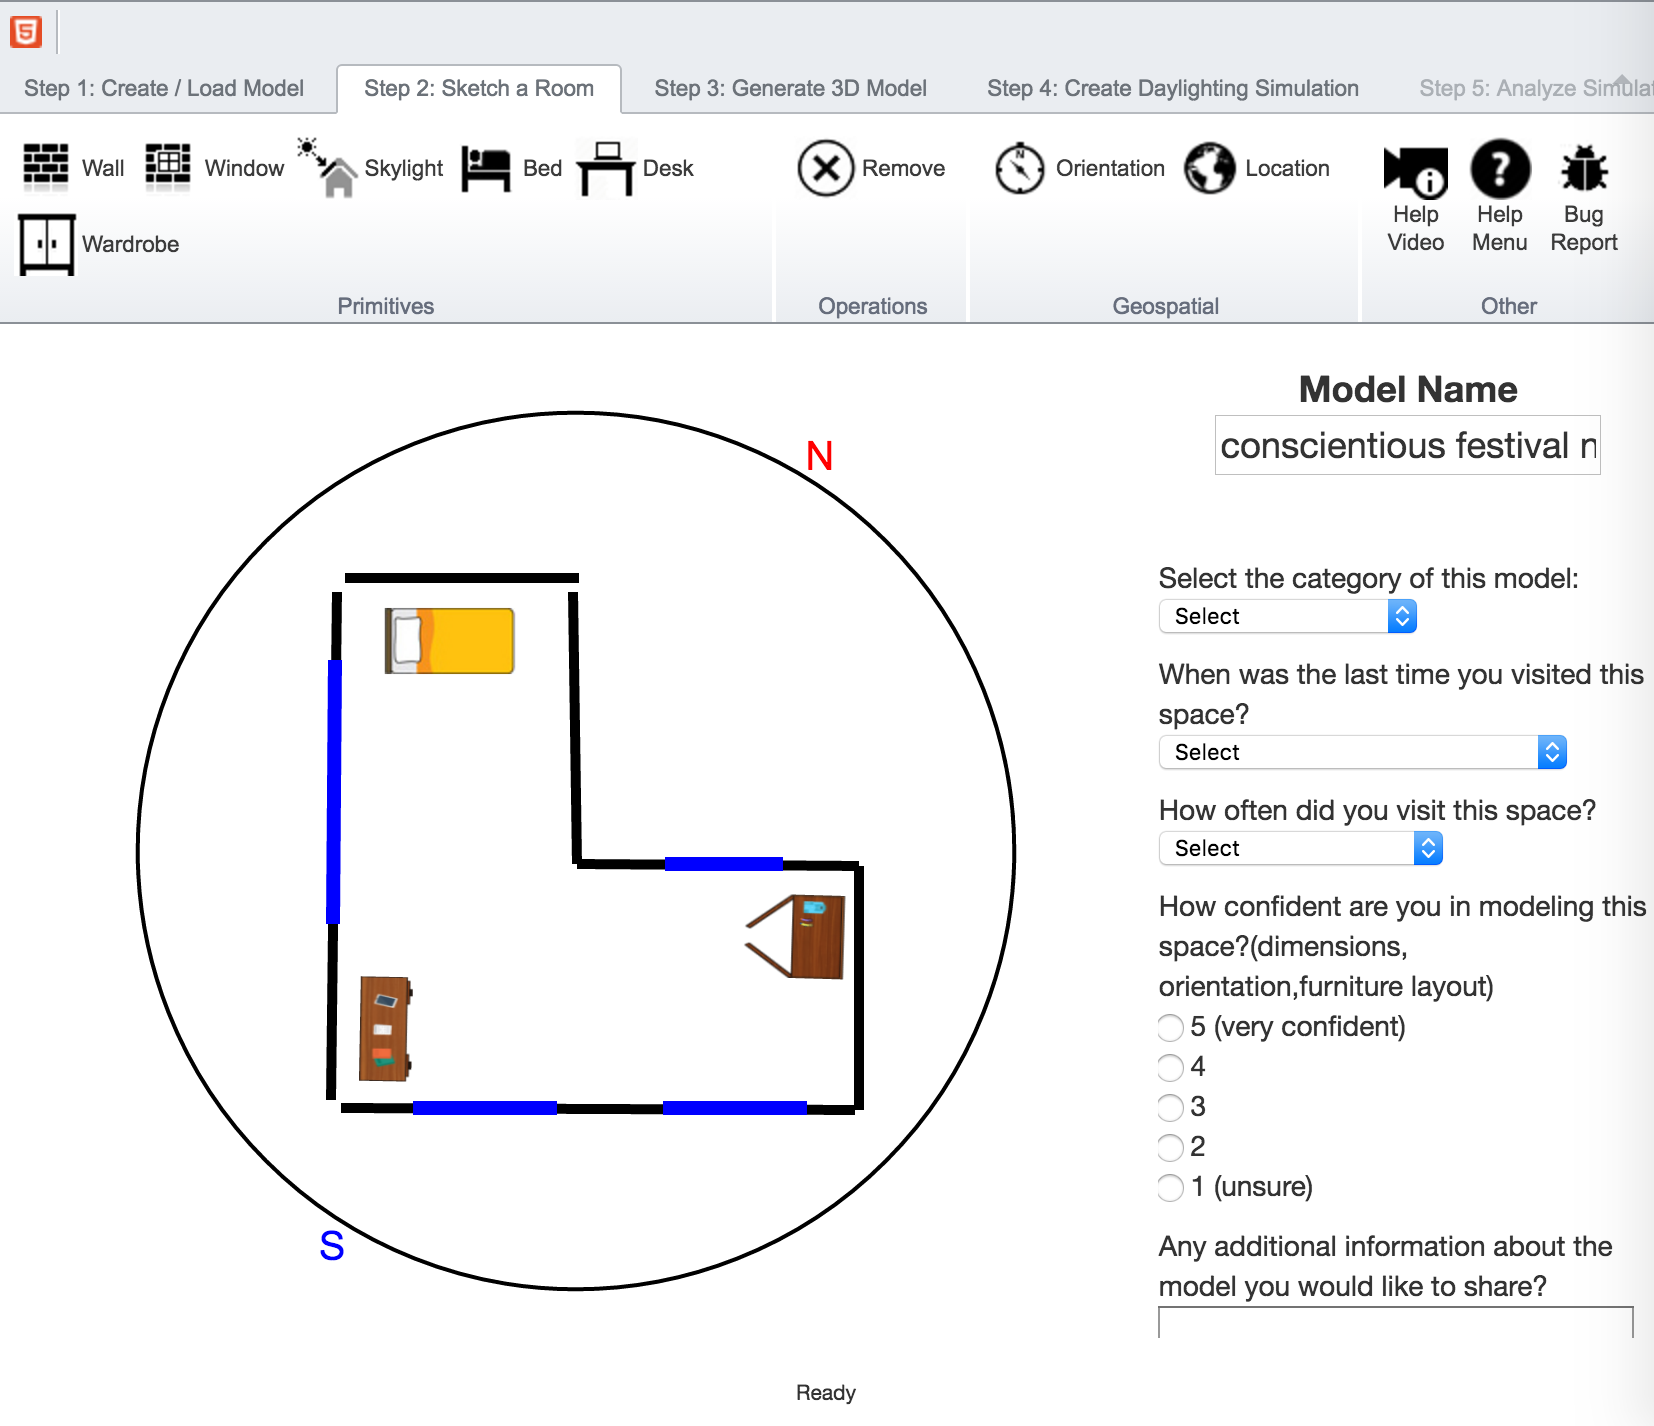 Step 1: Create / Load Model
Step 2: Sketch a Room
Step 3: Generate 3D Model
Step 4: Create Daylighting Simulation
Step 5: Analyze Simulat
Wall
Window
Skylight
Bed
Desk
Wardrobe
Primitives
Remove
Operations
N
Orientation
Location
Geospatial
Help
Video
Help
Menu
Bug
Report
Other
N
S
Model Name
conscientious festival n
Select the category of this model:
Select
When was the last time you visited this
space?
Select
How often did you visit this space?
Select
How confident are you in modeling this
space?(dimensions,
orientation,furniture layout)
5 (very confident)
4
3
2
1 (unsure)
Any additional information about the
model you would like to share?
Ready